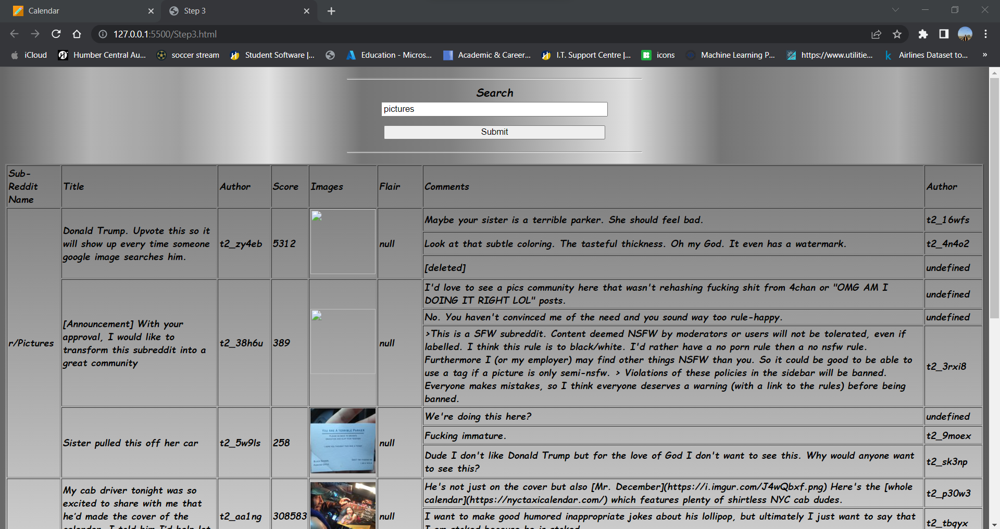 Calendar
Step 3
127.0.0.1:5500/Step3.html
iCloud
Humber Central Au...
soccer stream
Student Software |...
Education - Micros...
Academic & Career...
I.T. Support Centre |...
icons
Machine Learning P...
https://www.utilitie...
Airlines Dataset to...
»
Search
pictures
Submit
Sub-
Reddit
Name
Title
Author
Score
Images
Flair
Comments
Author
r/Pictures
Donald Trump. Upvote this so it
will show up every time someone
google image searches him.
t2_zy4eb
5312
null
Maybe your sister is a terrible parker. She should feel bad.
t2_16wfs
Look at that subtle coloring. The tasteful thickness. Oh my God. It even has a watermark.
t2_4n4o2
[deleted]
undefined
[Announcement] With your
approval, I would like to
transform this subreddit into a
great community
t2_38h6u
389
null
I'd love to see a pics community here that wasn't rehashing fucking shit from 4chan or "OMG AM I
DOING IT RIGHT LOL" posts.
undefined
No. You haven't convinced me of the need and you sound way too rule-happy.
undefined
>This is a SFW subreddit. Content deemed NSFW by moderators or users will not be tolerated, even if
labelled. I think this rule is to black/white. I'd rather have a no porn rule then a no nsfw rule.
Furthermore I (or my employer) may find other things NSFW than you. So it could be good to be able to
use a tag if a picture is only semi-nsfw. > Violations of these policies in the sidebar will be banned.
Everyone makes mistakes, so I think everyone deserves a warning (with a link to the rules) before being
banned.
t2_3rxi8
Sister pulled this off her car
t2_5w9ls
258
YOU ARE A TERRIBLE PARKER
null
We're doing this here?
undefined
Fucking immature.
t2_9moex
Dude I don't like Donald Trump but for the love of God I don't want to see this. Why would anyone want
to see this?
t2_sk3np
My cab driver tonight was so
excited to share with me that
he'd made the cover of the
calendar. I told him I'd help let
t2_aa1ng
308583
null
He's not just on the cover but also [Mr. December](https://i.imgur.com/J4wQbxf.png) Here's the [whole
calendar](https://nyctaxicalendar.com/) which features plenty of shirtless NYC cab dudes.
t2_p30w3
I want to make good humored inappropriate jokes about his lollipop, but ultimately I just want to say that
I am stoked because he is stoked.
t2_tbqyx